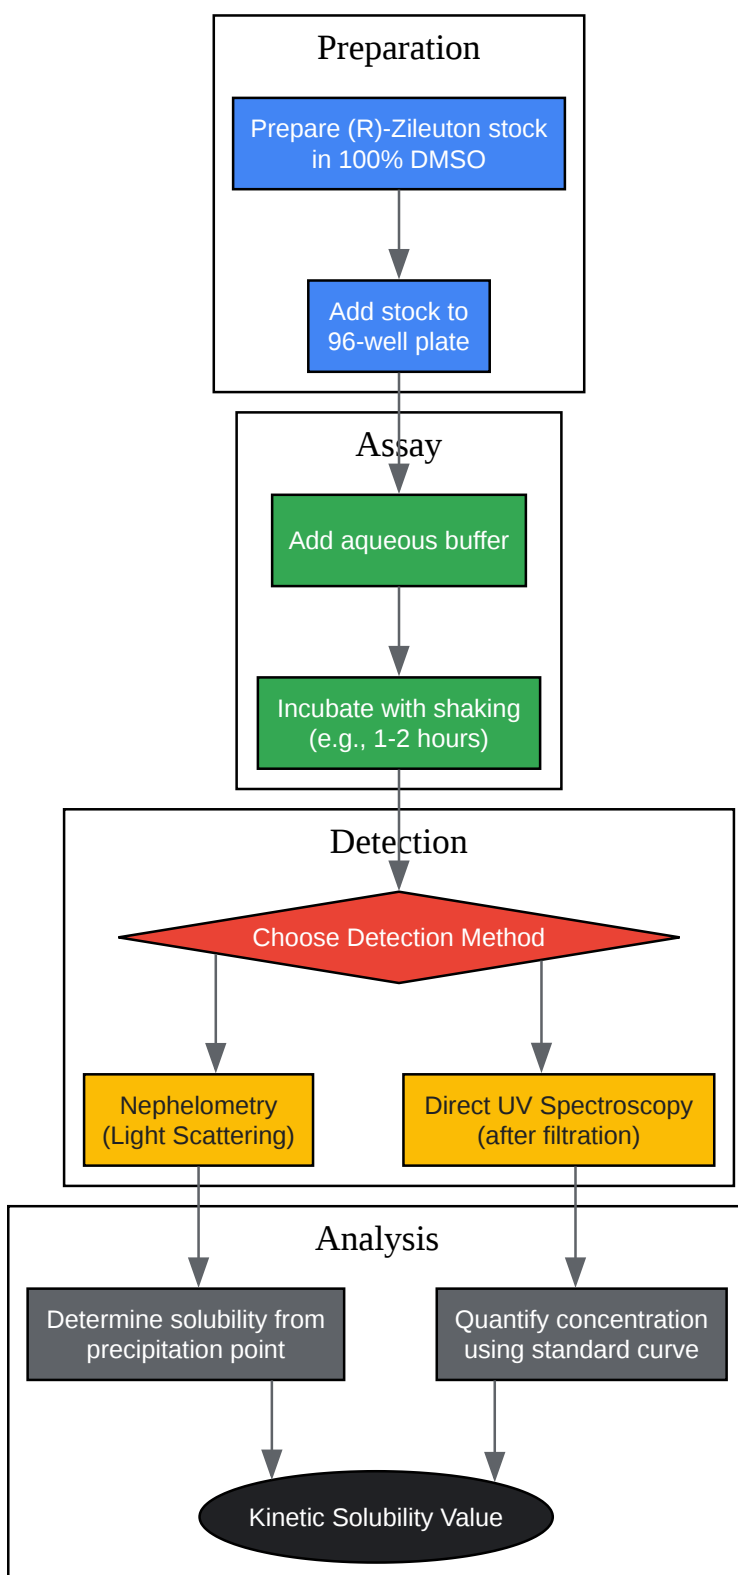 Preparation
Prepare (R)-Zileuton stock
in 100% DMSO
Add stock to
96-well plate
Assay
Add aqueous buffer
Incubate with shaking
(e.g., 1-2 hours)
Detection
Choose Detection Method
Nephelometry
(Light Scattering)
Direct UV Spectroscopy
(after filtration)
Analysis
Determine solubility from
precipitation point
Quantify concentration
using standard curve
Kinetic Solubility Value